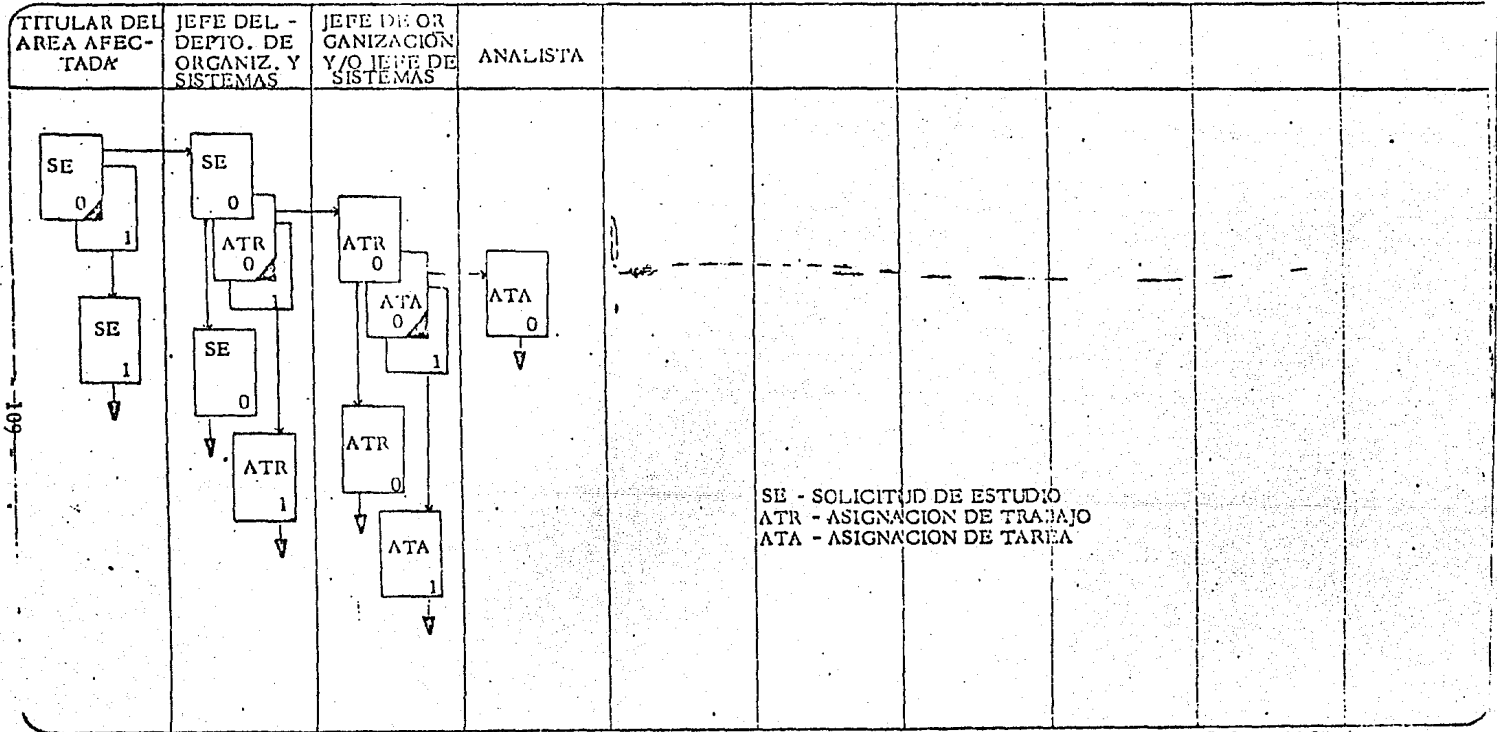 TITULAR DEL
AREA AFEC-
TADA
JEFE DEL -
DEPTO. DE
ORGANIZ. Y
SISTEMAS
JEFE DE OR
GANIZACIÓN
Y/O JEFE DE
SISTEMAS
ANALISTA
SE
0
1
SE
1
SE
0
ATR
0
1
SE
0
ATR
1
ATR
0
ATA
0
1
ATR
0
ATA
1
ATA
0
SE - SOLICITUD DE ESTUDIO
ATR - ASIGNACION DE TRABAJO
ATA - ASIGNACION DE TAREA
- 109 -